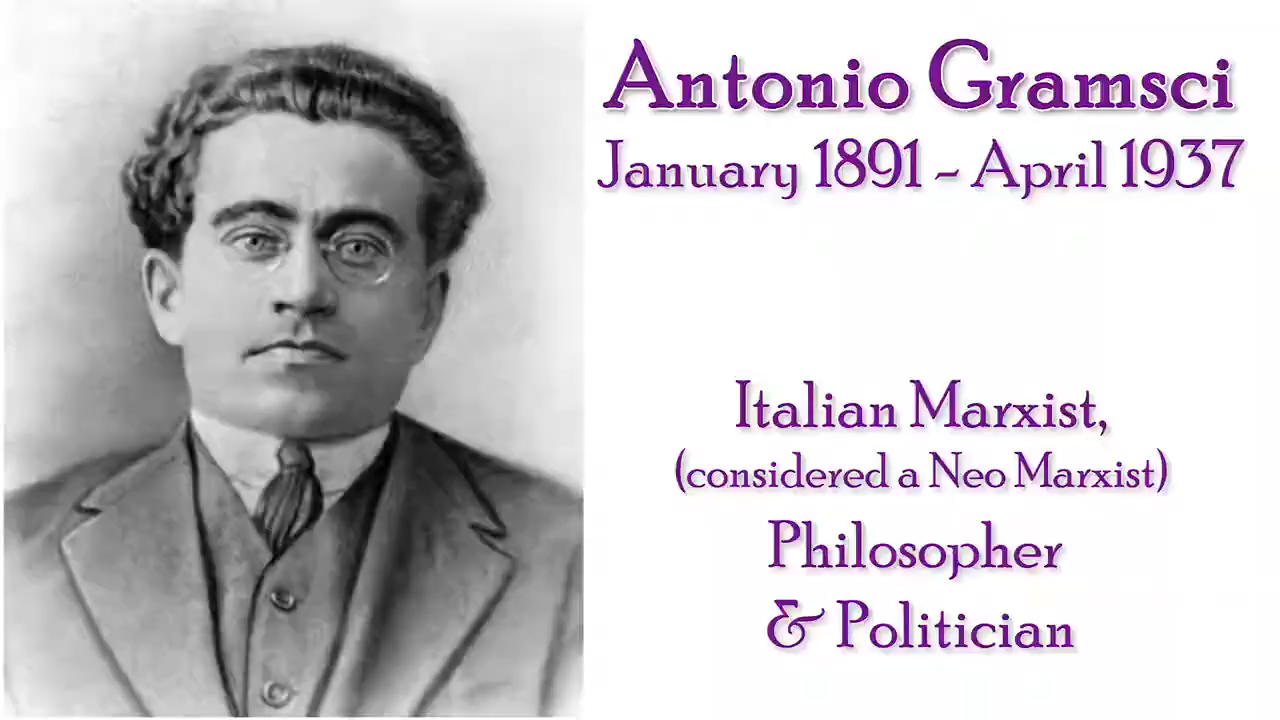 Antonio Gramsci
January 1891 - April 1937
Italian Marxist,
(considered a Neo Marxist)
Philosopher
& Politician